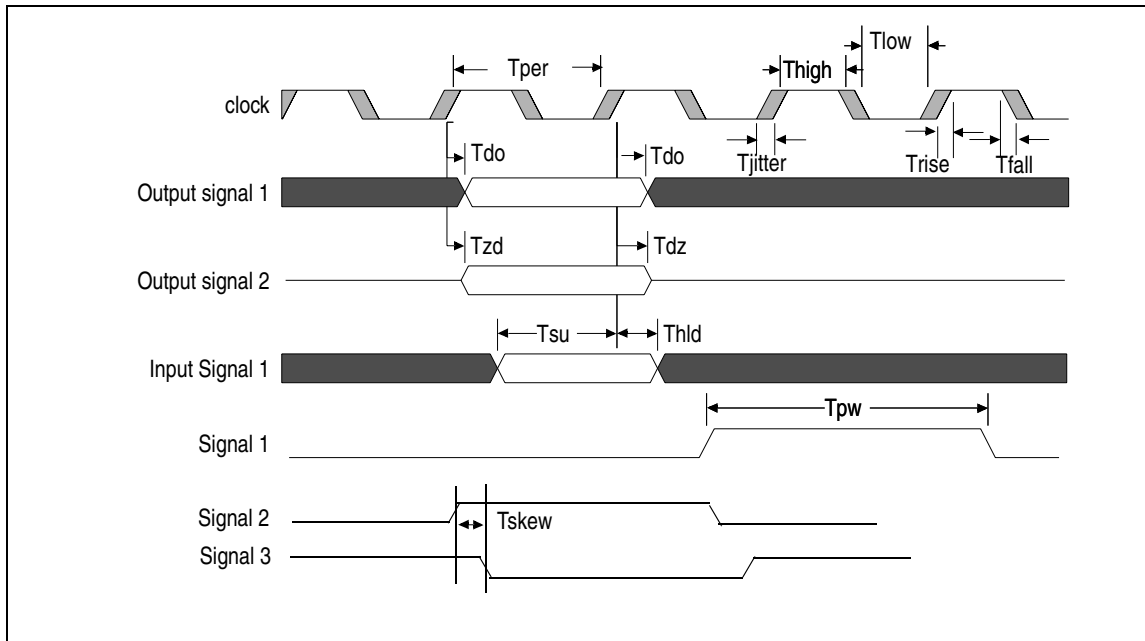 Tlow
Tper
Thigh
clock
Tdo
Tdo
Tjitter
Trise
Tfall
Output signal 1
Tzd
Tdz
Output signal 2
Tsu
Thld
Input Signal 1
Tpw
Signal 1
Signal 2
Tskew
Signal 3